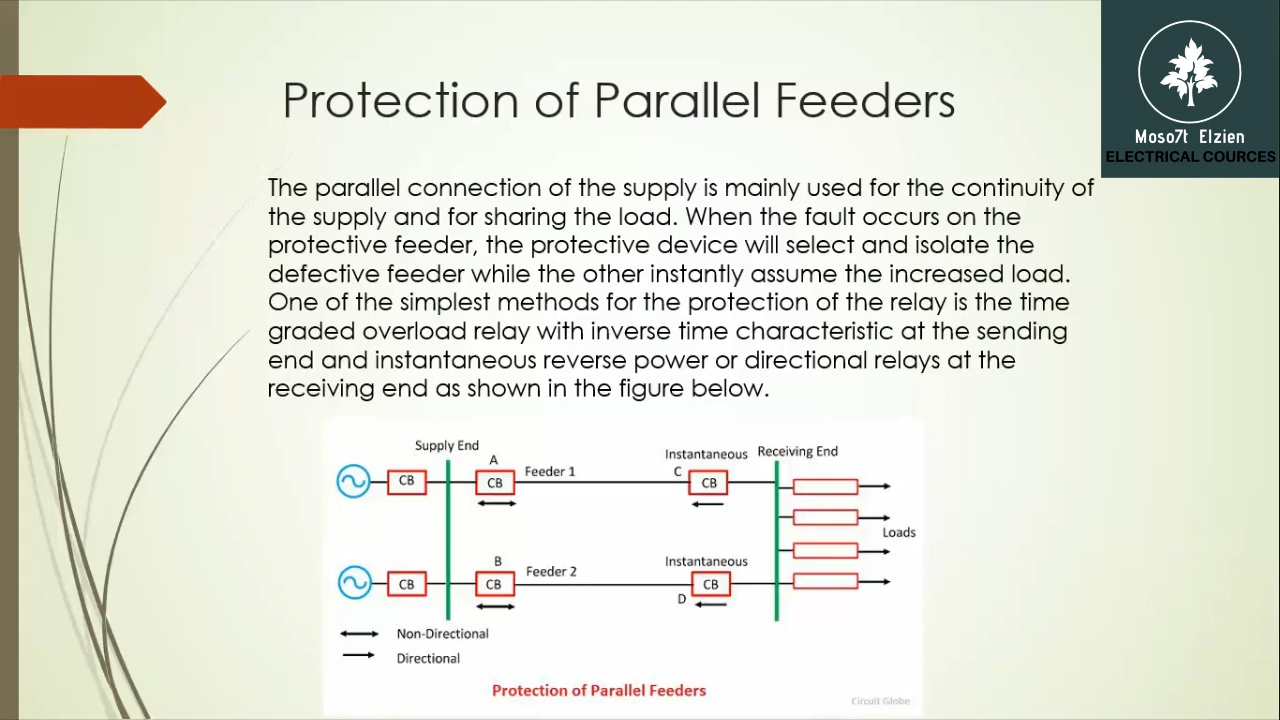 Protection of Parallel Feeders
Moso7t Elzien
ELECTRICAL COURCES
The parallel connection of the supply is mainly used for the continuity of
the supply and for sharing the load. When the fault occurs on the
protective feeder, the protective device will select and isolate the
defective feeder while the other instantly assume the increased load.
One of the simplest methods for the protection of the relay is the time
graded overload relay with inverse time characteristic at the sending
end and instantaneous reverse power or directional relays at the
receiving end as shown in the figure below.
Supply End
Instantaneous
Receiving End
A
Feeder 1
C
CB
CB
CB
Loads
B
Feeder 2
Instantaneous
CB
CB
CB
D
Non-Directional
Directional
Protection of Parallel Feeders
Circuit Globe